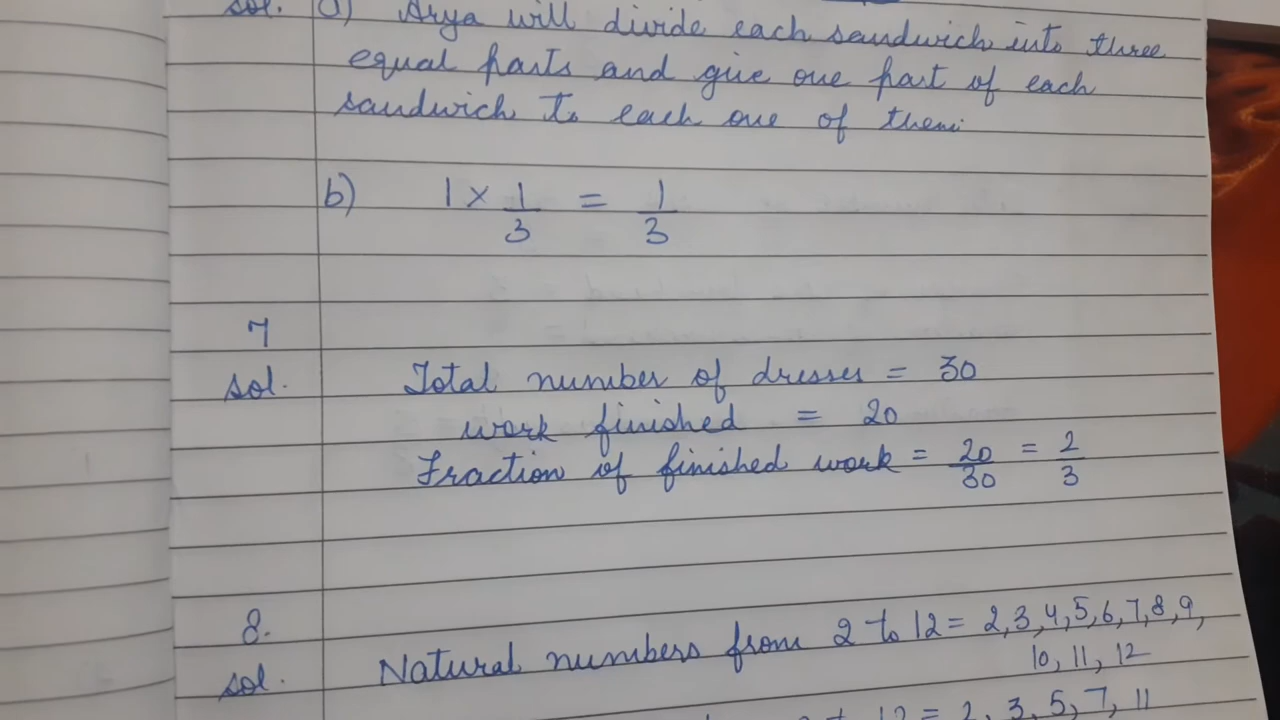 sol. a) Arya will divide each sandwich into three
equal parts and give one part of each
sandwich to each one of them.
b) 1 × 1/3 = 1/3
7
sol. Total number of dresses = 30
work finished = 20
Fraction of finished work = 20/30 = 2/3
8.
sol. Natural numbers from 2 to 12 = 2, 3, 4, 5, 6, 7, 8, 9,
10, 11, 12
12 = 2, 3, 5, 7, 11